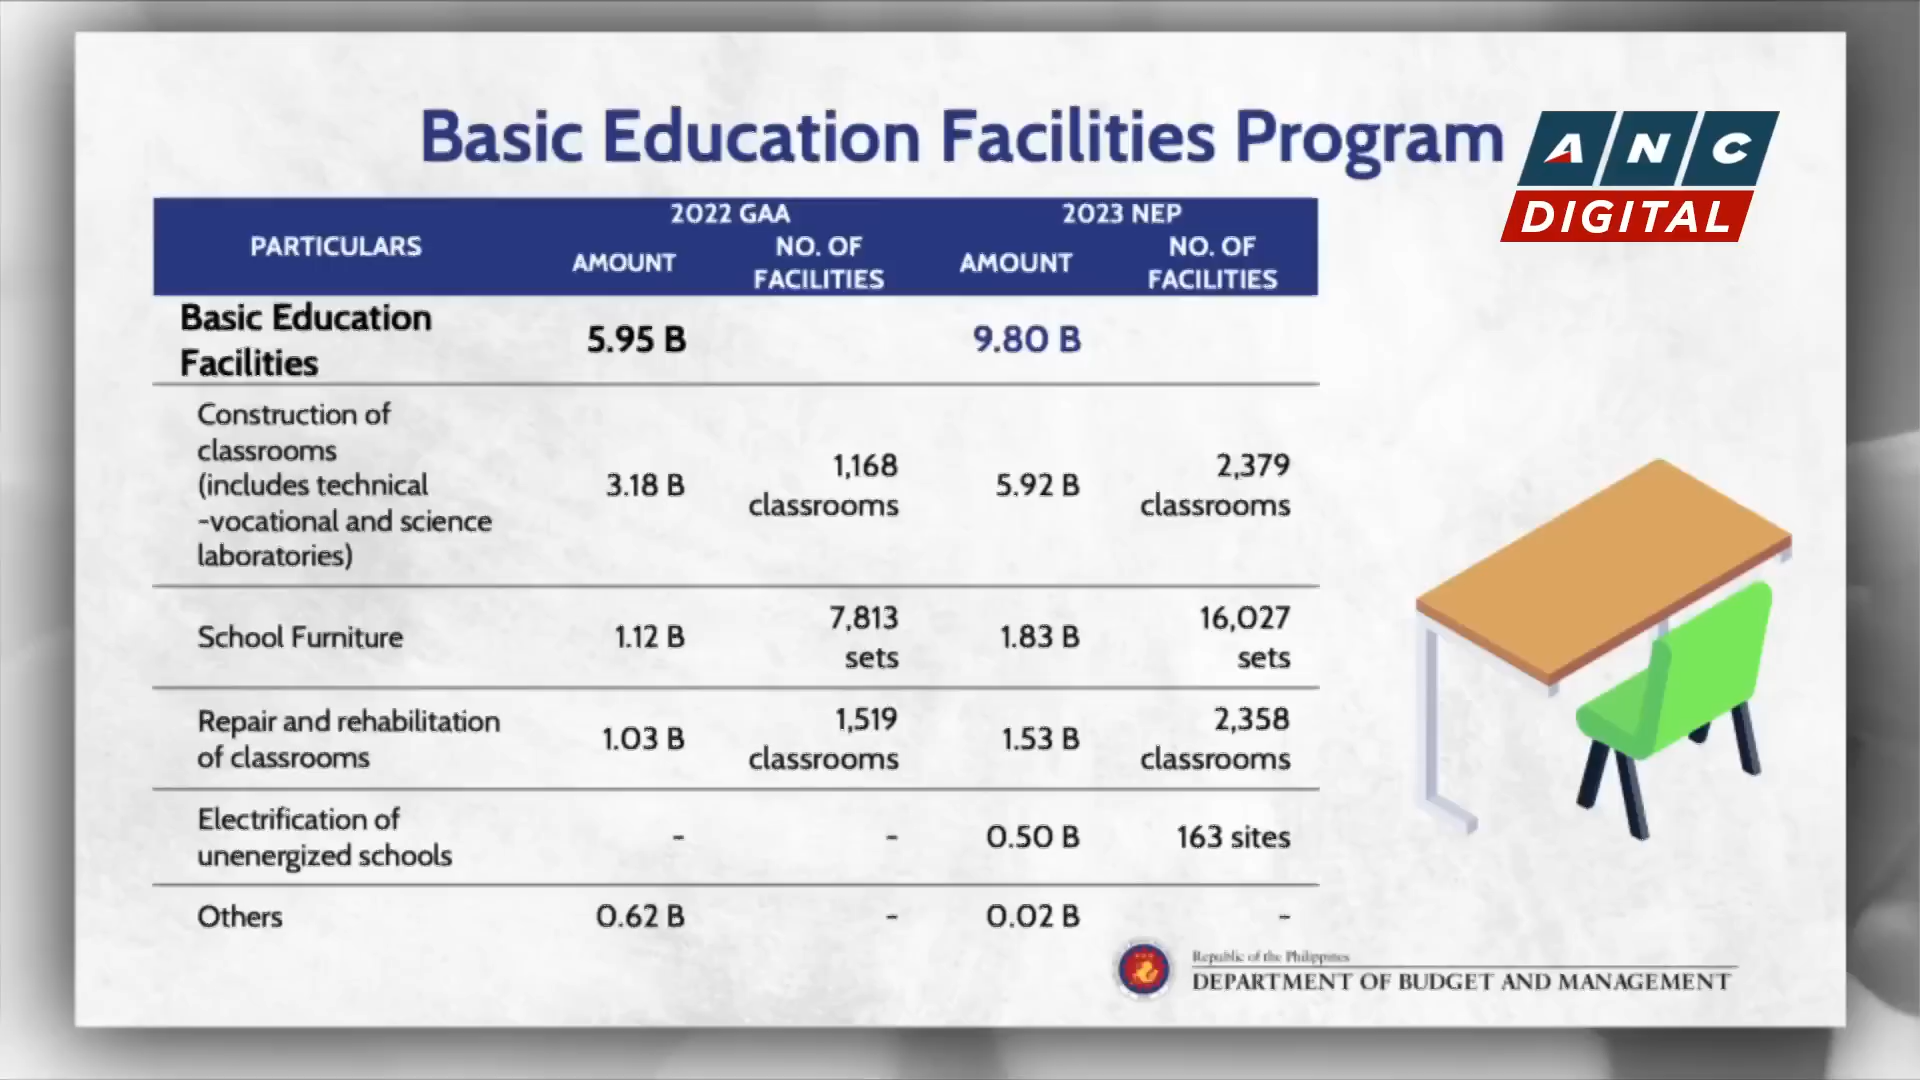 Basic Education Facilities Program
ANC
DIGITAL
PARTICULARS
2022 GAA
2023 NEP
AMOUNT
NO. OF
FACILITIES
AMOUNT
NO. OF
FACILITIES
Basic Education
Facilities
5.95 B
9.80 B
Construction of
classrooms
(includes technical
-vocational and science
laboratories)
3.18 B
1,168
classrooms
5.92 B
2,379
classrooms
School Furniture
1.12 B
7,813
sets
1.83 B
16,027
sets
Repair and rehabilitation
of classrooms
1.03 B
1,519
classrooms
1.53 B
2,358
classrooms
Electrification of
unenergized schools
-
-
0.50 B
163 sites
Others
0.62 B
-
0.02 B
-
Republic of the Philippines
DEPARTMENT OF BUDGET AND MANAGEMENT